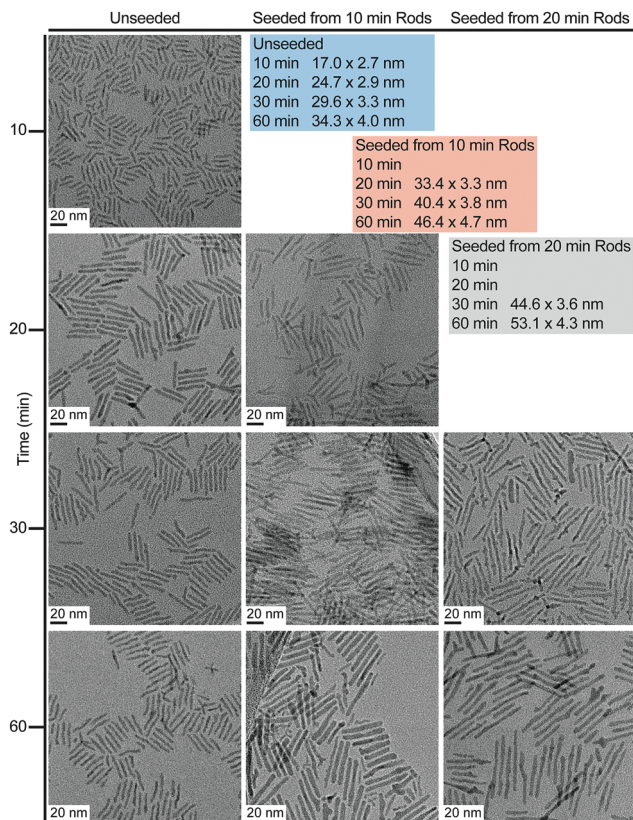 Unseeded
Seeded from 10 min Rods
Seeded from 20 min Rods
Time (min)
10
20 nm
Unseeded
10 min 17.0 x 2.7 nm
20 min 24.7 x 2.9 nm
30 min 29.6 x 3.3 nm
60 min 34.3 x 4.0 nm
Seeded from 10 min Rods
10 min
20 min 33.4 x 3.3 nm
30 min 40.4 x 3.8 nm
60 min 46.4 x 4.7 nm
Seeded from 20 min Rods
10 min
20 min
30 min 44.6 x 3.6 nm
60 min 53.1 x 4.3 nm
20
20 nm
20 nm
30
20 nm
20 nm
20 nm
60
20 nm
20 nm
20 nm